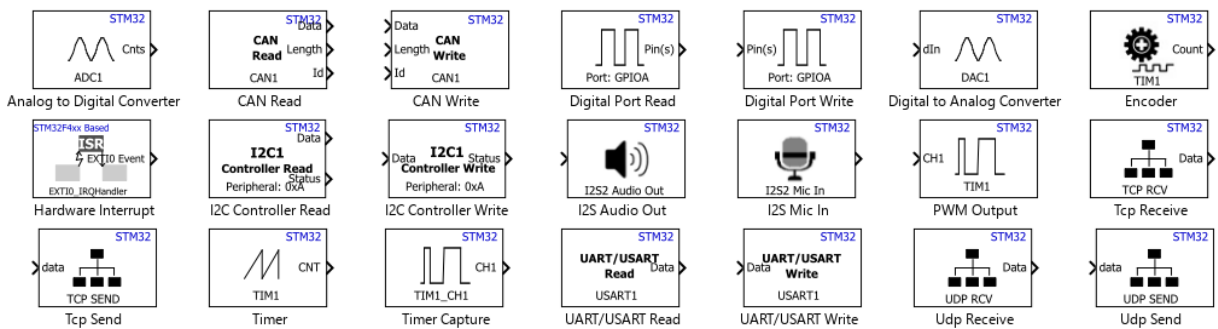 STM32
Cnts
ADC1
Analog to Digital Converter
STM32
Data
CAN
Read
Length
Id
CAN1
CAN Read
STM32
Data
CAN
Write
Length
Id
CAN1
CAN Write
STM32
Pin(s)
Port: GPIOA
Digital Port Read
STM32
Pin(s)
Port: GPIOA
Digital Port Write
STM32
dIn
DAC1
Digital to Analog Converter
STM32
Count
TIM1
Encoder
STM32F4xx Based
ISR
EXTI0 Event
EXTI0_IRQHandler
Hardware Interrupt
STM32
Data
I2C1
Controller Read
Status
Peripheral: 0xA
I2C Controller Read
STM32
Data
I2C1
Status
Controller Write
Peripheral: 0xA
I2C Controller Write
STM32
I2S2 Audio Out
I2S Audio Out
STM32
I2S2 Mic In
I2S Mic In
STM32
CH1
TIM1
PWM Output
STM32
Data
TCP RCV
Tcp Receive
STM32
data
TCP SEND
Tcp Send
STM32
CNT
TIM1
Timer
STM32
CH1
TIM1_CH1
Timer Capture
STM32
UART/USART
Read
Data
USART1
UART/USART Read
STM32
UART/USART
Data
Write
USART1
UART/USART Write
STM32
Data
UDP RCV
Udp Receive
STM32
data
UDP SEND
Udp Send